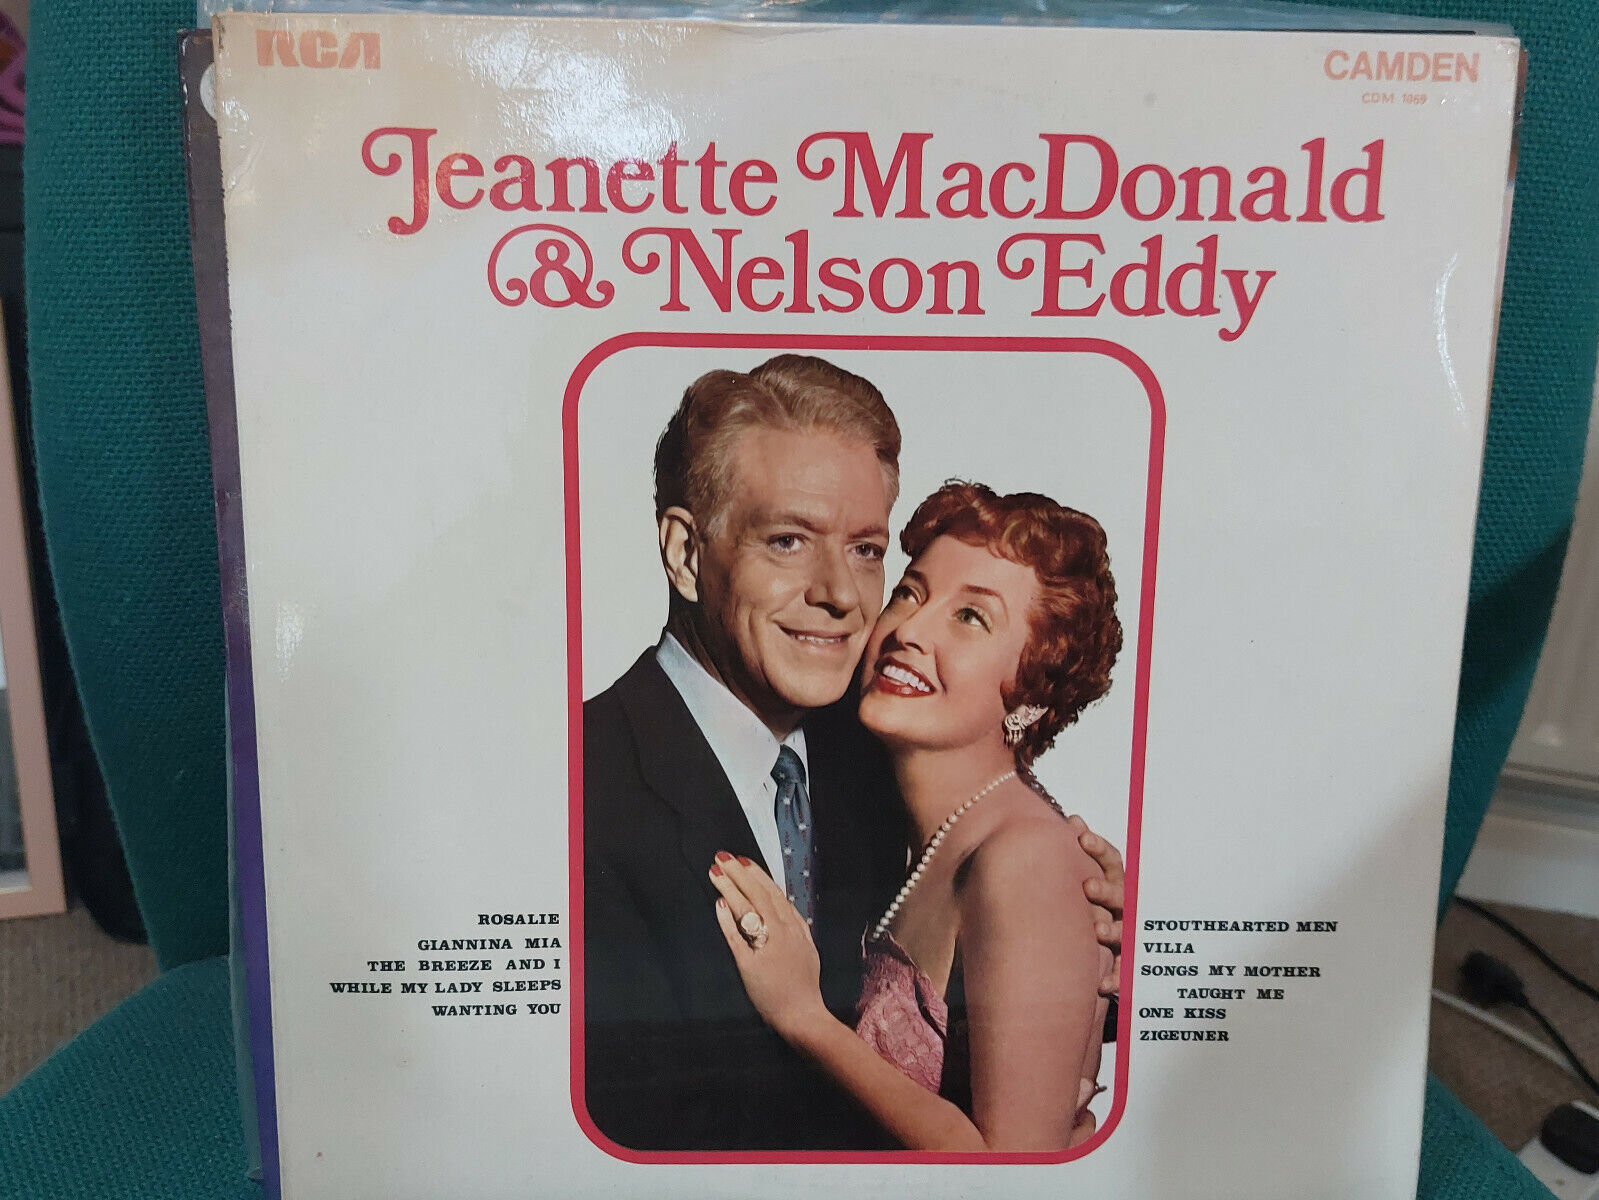 RCA
CAMDEN
CDM 1069
Jeanette MacDonald
& Nelson Eddy
ROSALIE
GIANNINA MIA
THE BREEZE AND I
WHILE MY LADY SLEEPS
WANTING YOU
STOUTHEARTED MEN
VILIA
SONGS MY MOTHER
TAUGHT ME
ONE KISS
ZIGEUNER